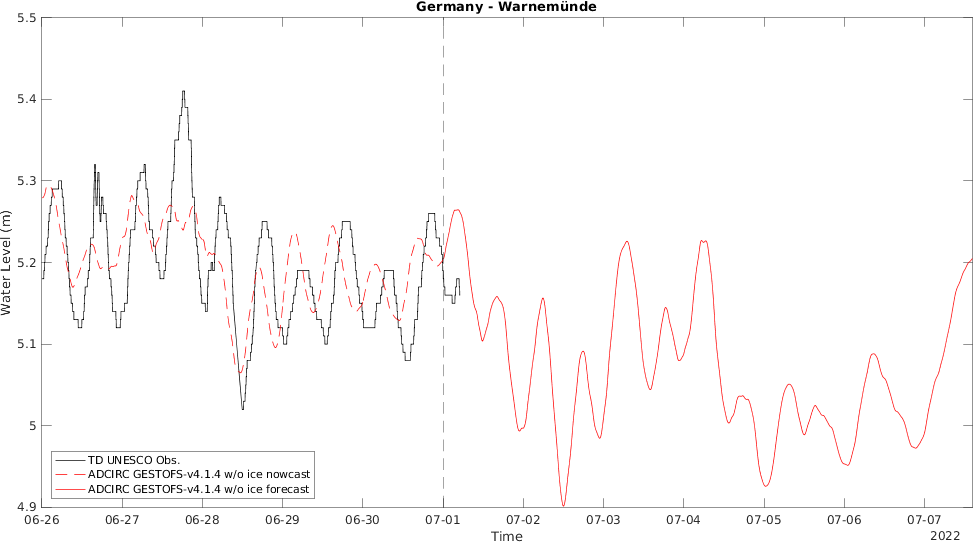 Germany - Warnemünde
5.5
5.4
5.3
5.2
5.1
5
4.9
Water Level (m)
TD UNESCO Obs.
ADCIRC GESTOFS-v4.1.4 w/o ice nowcast
ADCIRC GESTOFS-v4.1.4 w/o ice forecast
06-26 06-27 06-28 06-29 06-30 07-01 07-02 07-03 07-04 07-05 07-06 07-07
Time
2022